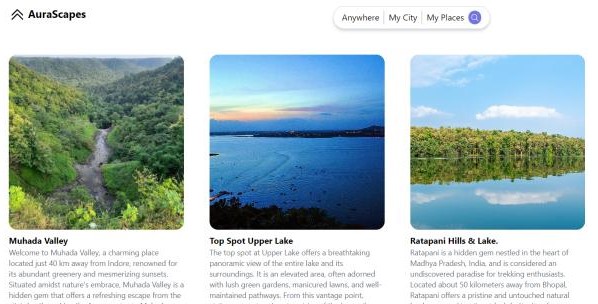 AuraScapes
Anywhere | My City | My Places
Muhada Valley
Welcome to Muhada Valley, a charming place
located just 40 km away from Indore, renowned for
its abundant greenery and mesmerizing sunsets.
Situated amidst nature's embrace, Muhada Valley is a
hidden gem that offers a refreshing escape from the
Top Spot Upper Lake
The top spot at Upper Lake offers a breathtaking
panoramic view of the entire lake and its
surroundings. It is an elevated area, often adorned
with lush green gardens, manicured lawns, and well-
maintained pathways. From this vantage point,
Ratapani Hills & Lake.
Ratapani is a hidden gem nestled in the heart of
Madhya Pradesh, India, and is considered an
undiscovered paradise for trekking enthusiasts.
Located about 50 kilometers away from Bhopal,
Ratapani offers a pristine and untouched natural